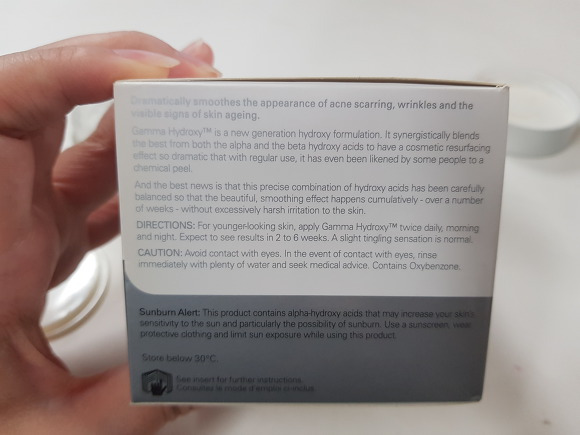 Dramatically smoothes the appearance of acne scarring, wrinkles and the
visible signs of skin ageing.
Gamma Hydroxy™ is a new generation hydroxy formulation. It synergistically blends
the best from both the alpha and the beta hydroxy acids to have a cosmetic resurfacing
effect so dramatic that with regular use, it has even been likened by some people to a
chemical peel.
And the best news is that this precise combination of hydroxy acids has been carefully
balanced so that the beautiful, smoothing effect happens cumulatively - over a number
of weeks - without excessively harsh irritation to the skin.
DIRECTIONS: For younger-looking skin, apply Gamma Hydroxy™ twice daily, morning
and night. Expect to see results in 2 to 6 weeks. A slight tingling sensation is normal.
CAUTION: Avoid contact with eyes. In the event of contact with eyes, rinse
immediately with plenty of water and seek medical advice. Contains Oxybenzone.
Sunburn Alert: This product contains alpha-hydroxy acids that may increase your skin's
sensitivity to the sun and particularly the possibility of sunburn. Use a sunscreen, wear
protective clothing and limit sun exposure while using this product.
Store below 30°C.
See insert for further instructions.
Consultes le mode d'emploi ci-inclus